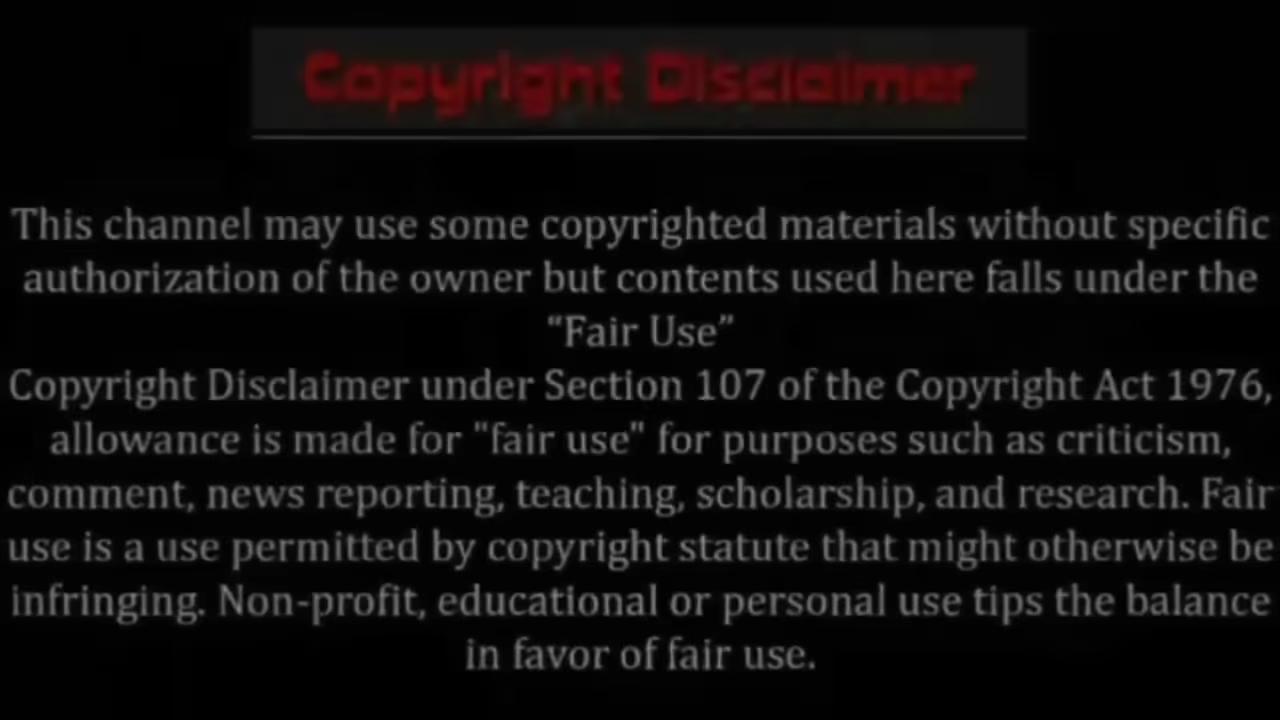 Copyright Disclaimer
This channel may use some copyrighted materials without specific
authorization of the owner but contents used here falls under the
“Fair Use”
Copyright Disclaimer under Section 107 of the Copyright Act 1976,
allowance is made for "fair use" for purposes such as criticism,
comment, news reporting, teaching, scholarship, and research. Fair
use is a use permitted by copyright statute that might otherwise be
infringing. Non-profit, educational or personal use tips the balance
in favor of fair use.